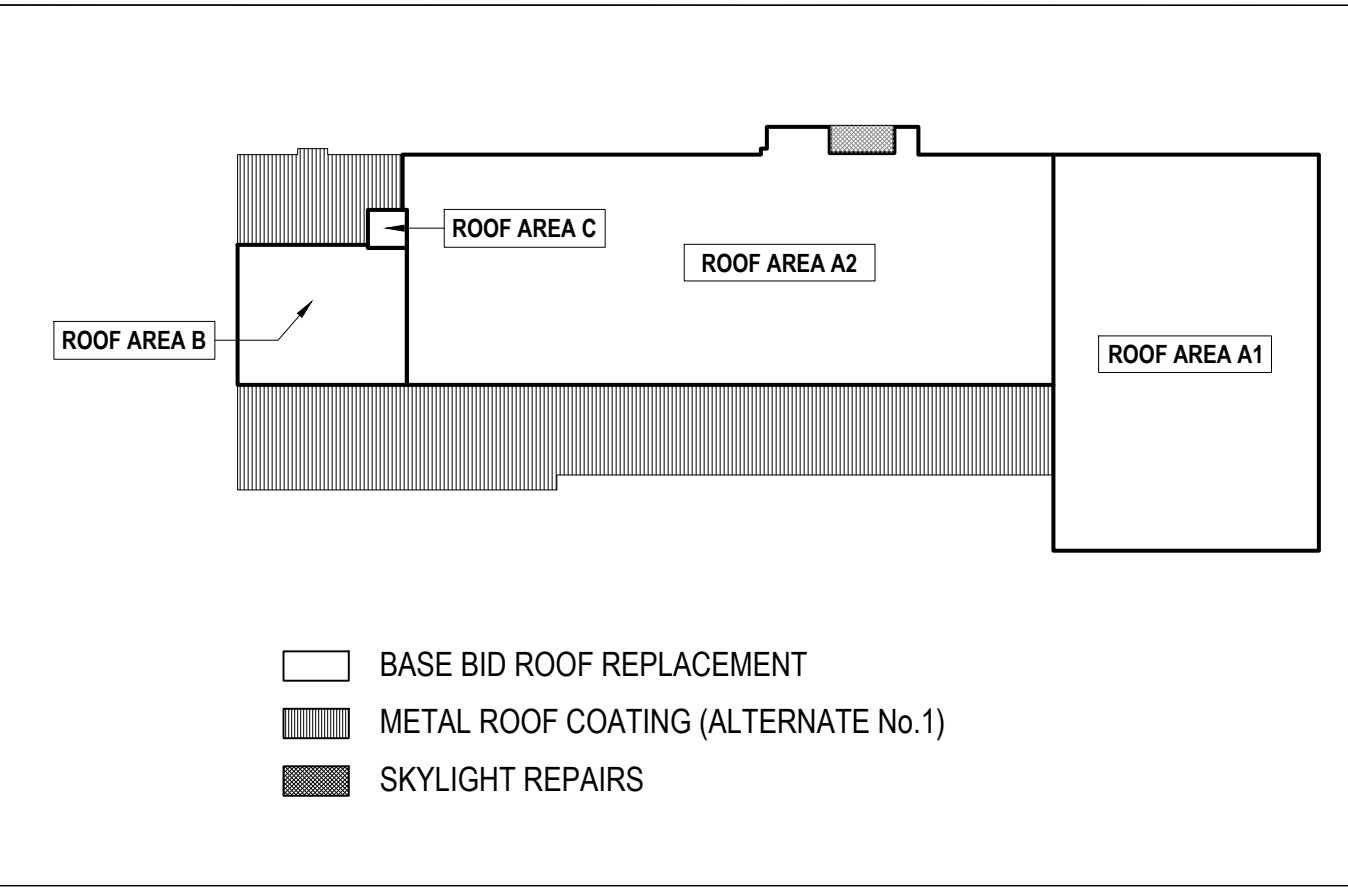 ROOF AREA C
ROOF AREA A2
ROOF AREA B
ROOF AREA A1
BASE BID ROOF REPLACEMENT
METAL ROOF COATING (ALTERNATE No.1)
SKYLIGHT REPAIRS